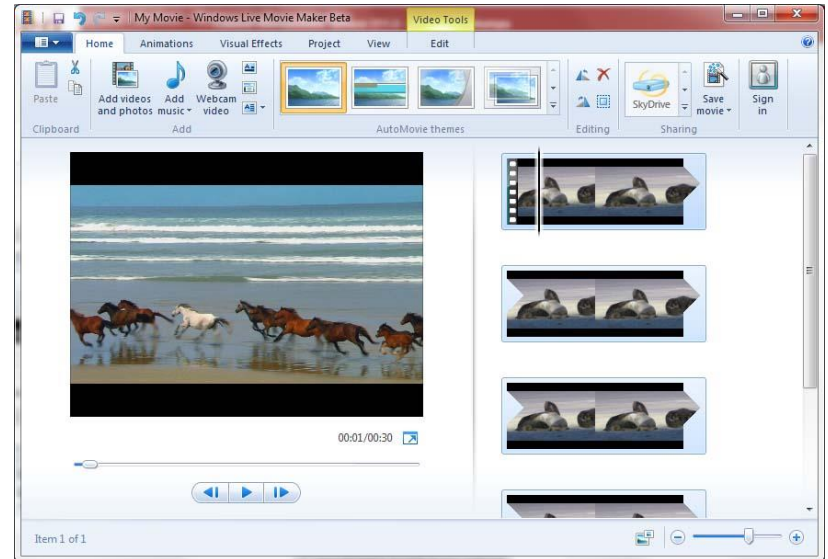 My Movie - Windows Live Movie Maker Beta
Video Tools
Home Animations Visual Effects Project View Edit
Paste
Add videos and photos
Add music
Webcam video
SkyDrive
Save movie
Sign in
Clipboard Add AutoMovie themes Editing Sharing
00:01/00:30
Item 1 of 1